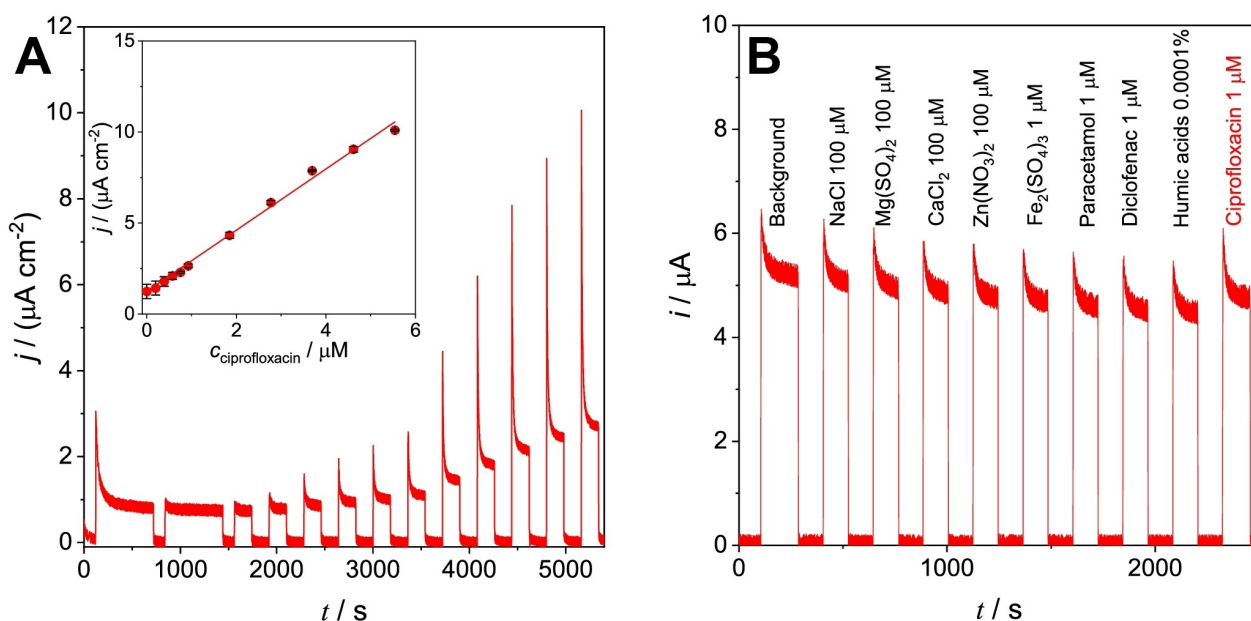 A
j / (μA cm-2)
12
10
8
6
4
2
0
0
1000
2000
3000
4000
5000
t / s
j / (μA cm-2)
15
10
5
0
0
2
4
6
cciprofloxacin / μM
B
i / μA
10
8
6
4
2
0
0
1000
2000
t / s
Background
NaCl 100 μM
Mg(SO4)2 100 μM
CaCl2 100 μM
Zn(NO3)2 100 μM
Fe2(SO4)3 1 μM
Paracetamol 1 μM
Diclofenac 1 μM
Humic acids 0.0001%
Ciprofloxacin 1 μM